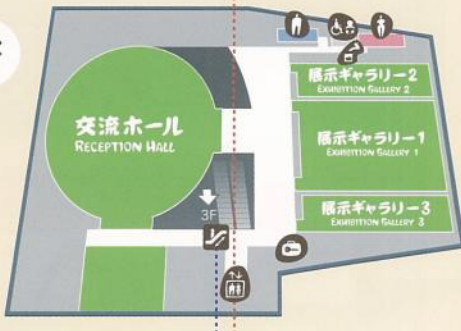 交流ホール
RECEPTION HALL
展示ギャラリー2
EXHIBITION GALLERY 2
展示ギャラリー1
EXHIBITION GALLERY 1
展示ギャラリー3
EXHIBITION GALLERY 3
3F